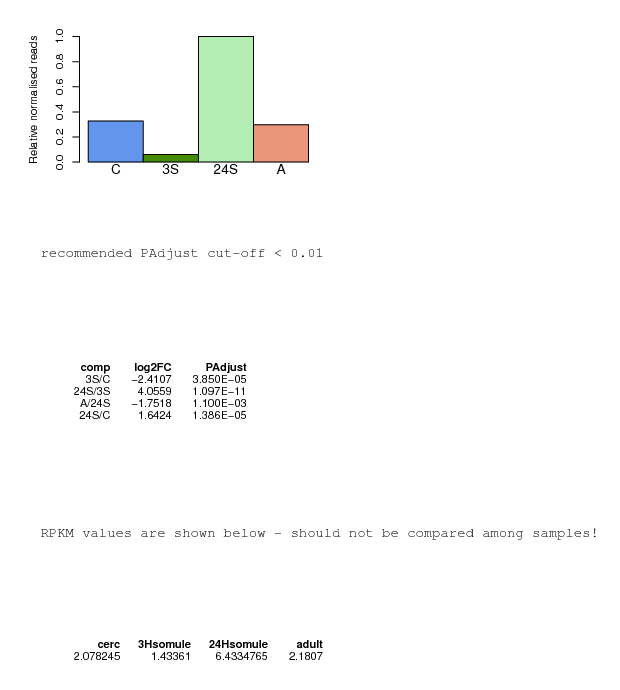 Relative normalised reads
1.0
0.8
0.6
0.4
0.2
0.0
C 3S 24S A
recommended PAdjust cut-off < 0.01
comp log2FC PAdjust
3S/C −2.4107 3.850E−05
24S/3S 4.0559 1.097E−11
A/24S −1.7518 1.100E−03
24S/C 1.6424 1.386E−05
RPKM values are shown below - should not be compared among samples!
cerc 3Hsomule 24Hsomule adult
2.078245 1.43361 6.4334765 2.1807